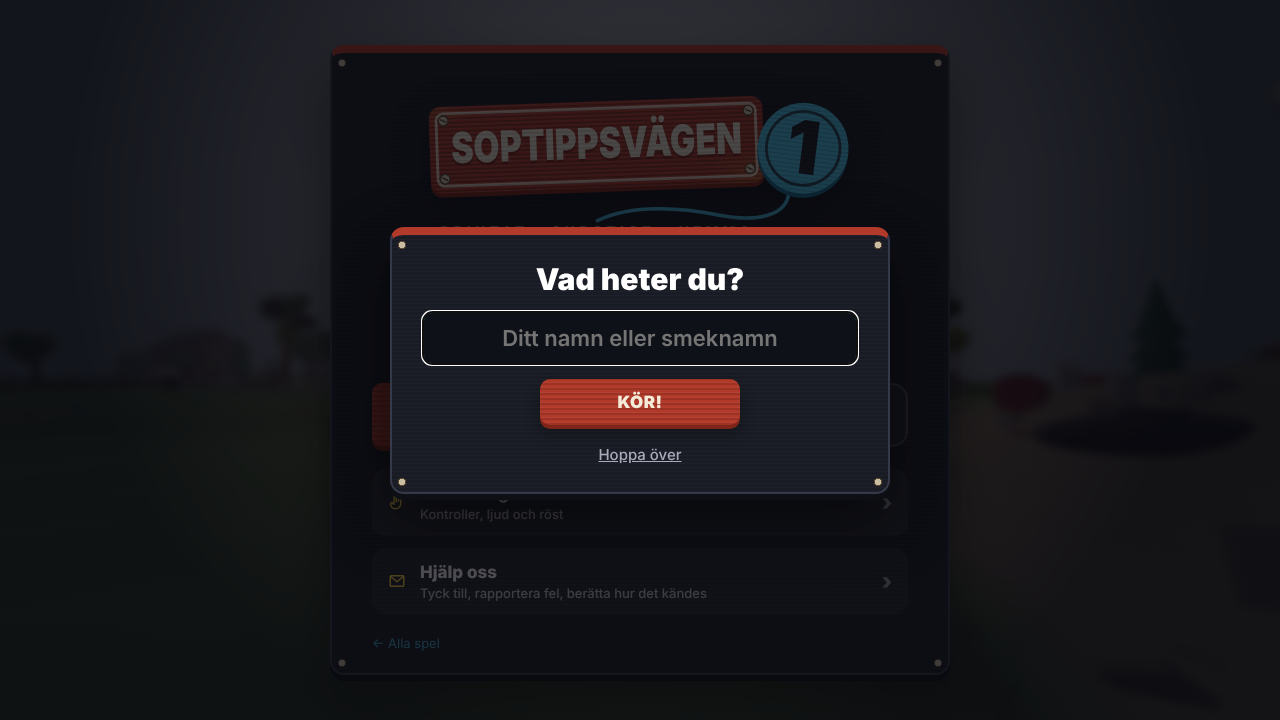 SOPTIPPSVÄGEN
1
Vad heter du?
Ditt namn eller smeknamn
KÖR!
Hoppa över
Kontroller, ljud och röst
Hjälp oss
Tyck till, rapportera fel, berätta hur det kändes
← Alla spel